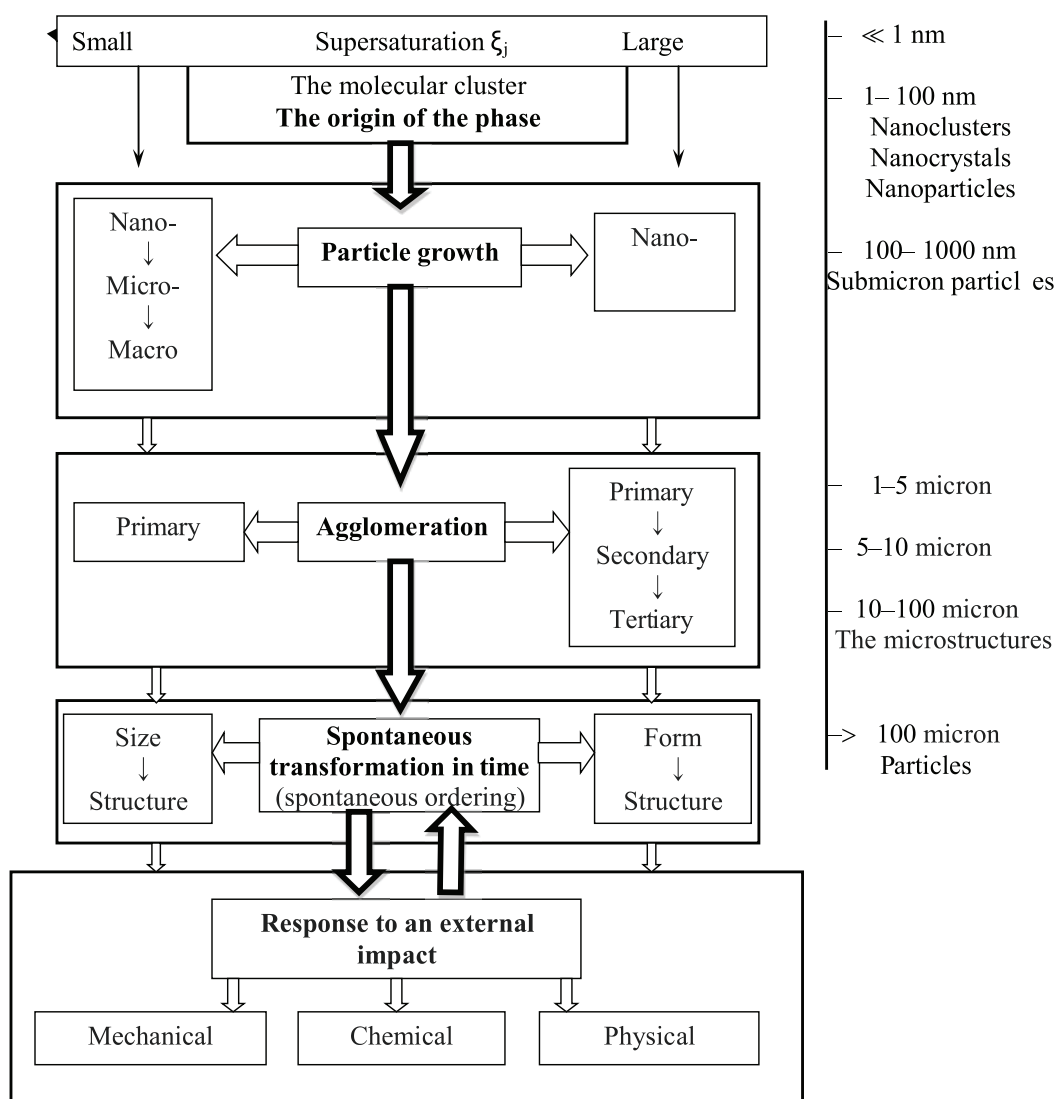 Small Supersaturation ξj Large
The molecular cluster
The origin of the phase
Nano-
↓
Micro-
↓
Macro
Particle growth
Nano-
Primary
Agglomeration
Primary
↓
Secondary
↓
Tertiary
Size
↓
Structure
Spontaneous
transformation in time
(spontaneous ordering)
Form
↓
Structure
Response to an external
impact
Mechanical
Chemical
Physical
≪ 1 nm
1– 100 nm
Nanoclusters
Nanocrystals
Nanoparticles
100– 1000 nm
Submicron particl es
1–5 micron
5–10 micron
10–100 micron
The microstructures
> 100 micron
Particles